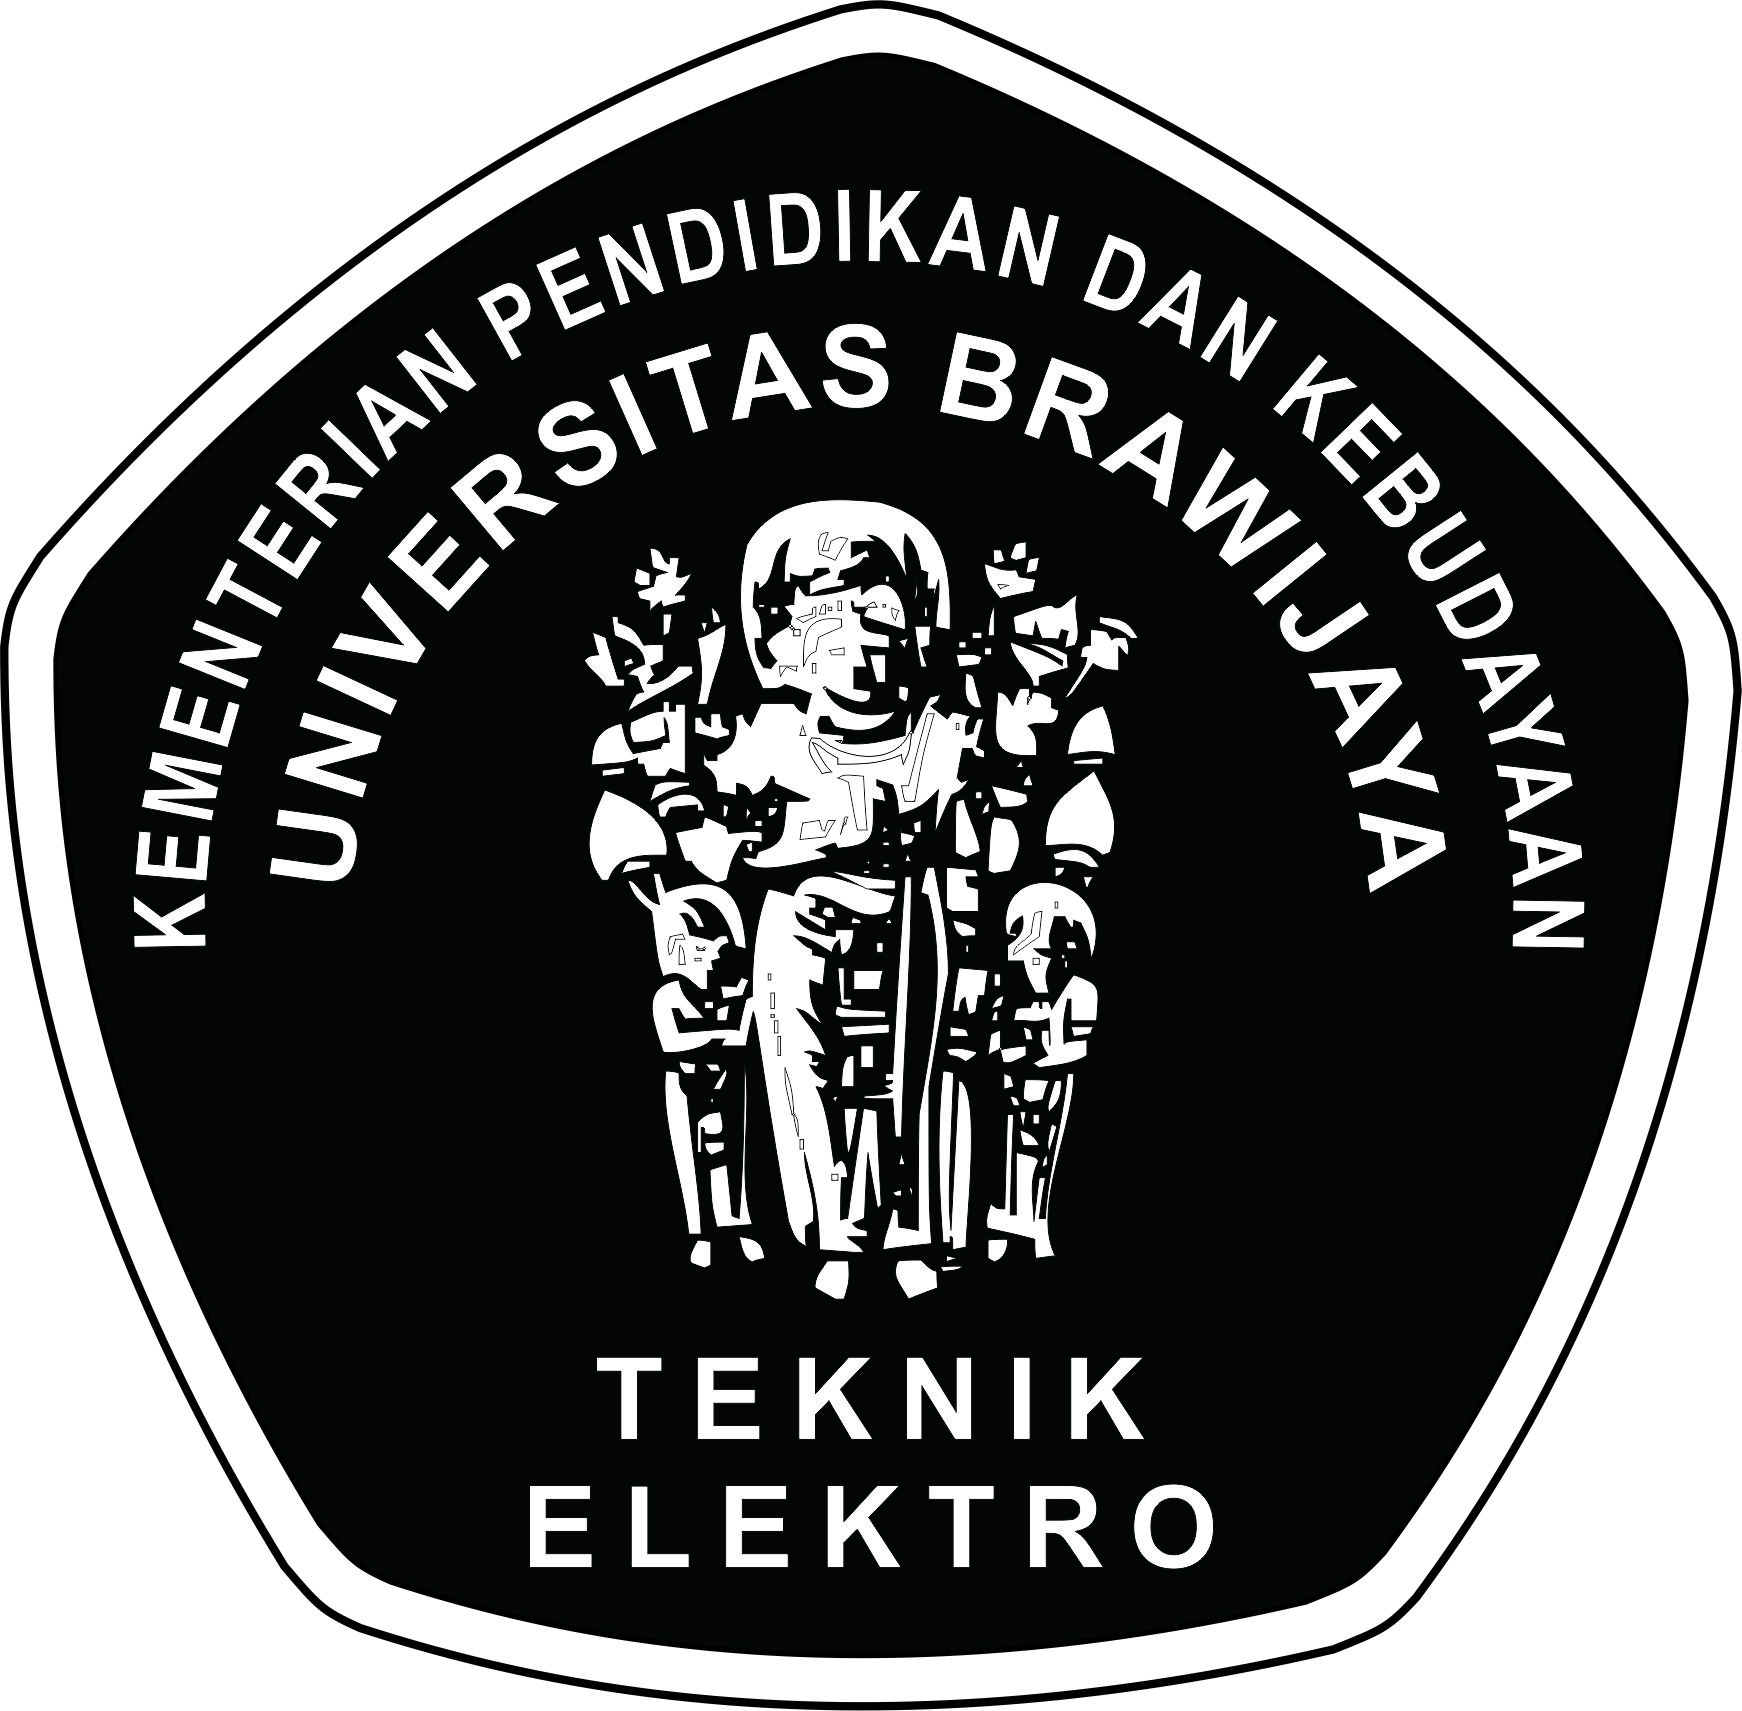 KEMENTERIAN PENDIDIKAN DAN KEBUDAYAAN
UNIVERSITAS BRAWIJAYA
TEKNIK
ELEKTRO